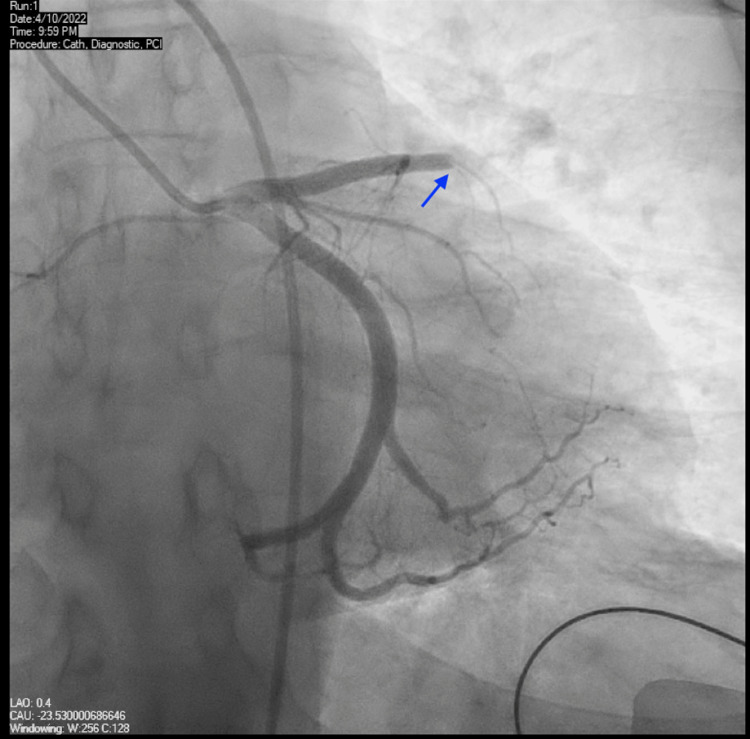 Run:1
Date:4/10/2022
Time: 9:59 PM
Procedure: Cath, Diagnostic, PCI
LAO: 0.4
CAU: -23.530000686646
Windowing: W:256 C:128